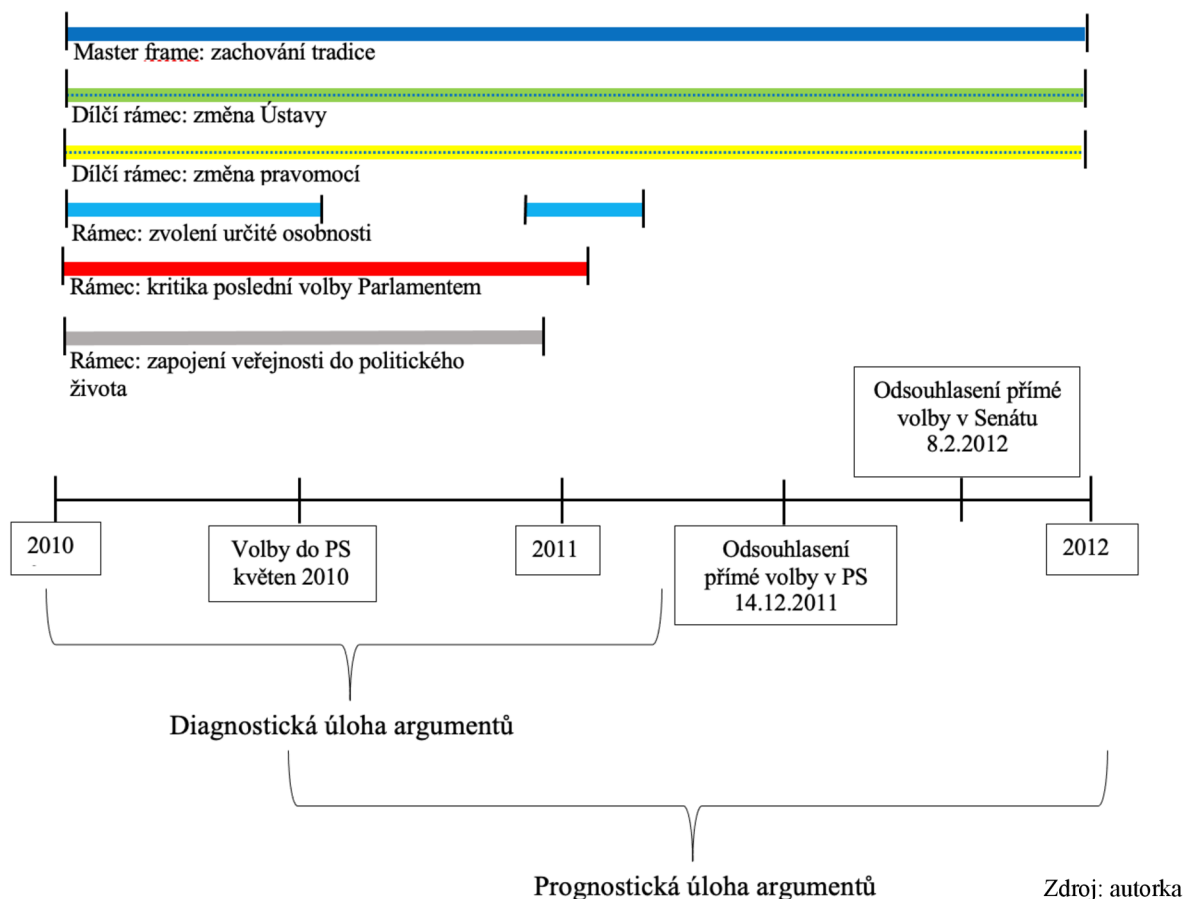 Master frame: zachování tradice
Dílčí rámec: změna Ústavy
Dílčí rámec: změna pravomocí
Rámec: zvolení určité osobnosti
Rámec: kritika poslední volby Parlamentem
Rámec: zapojení veřejnosti do politického
života
Odsouhlasení přímé
volby v Senátu
8.2.2012
2010
Volby do PS
květen 2010
2011
Odsouhlasení
přímé volby v PS
14.12.2011
2012
Diagnostická úloha argumentů
Prognostická úloha argumentů
Zdroj: autorka